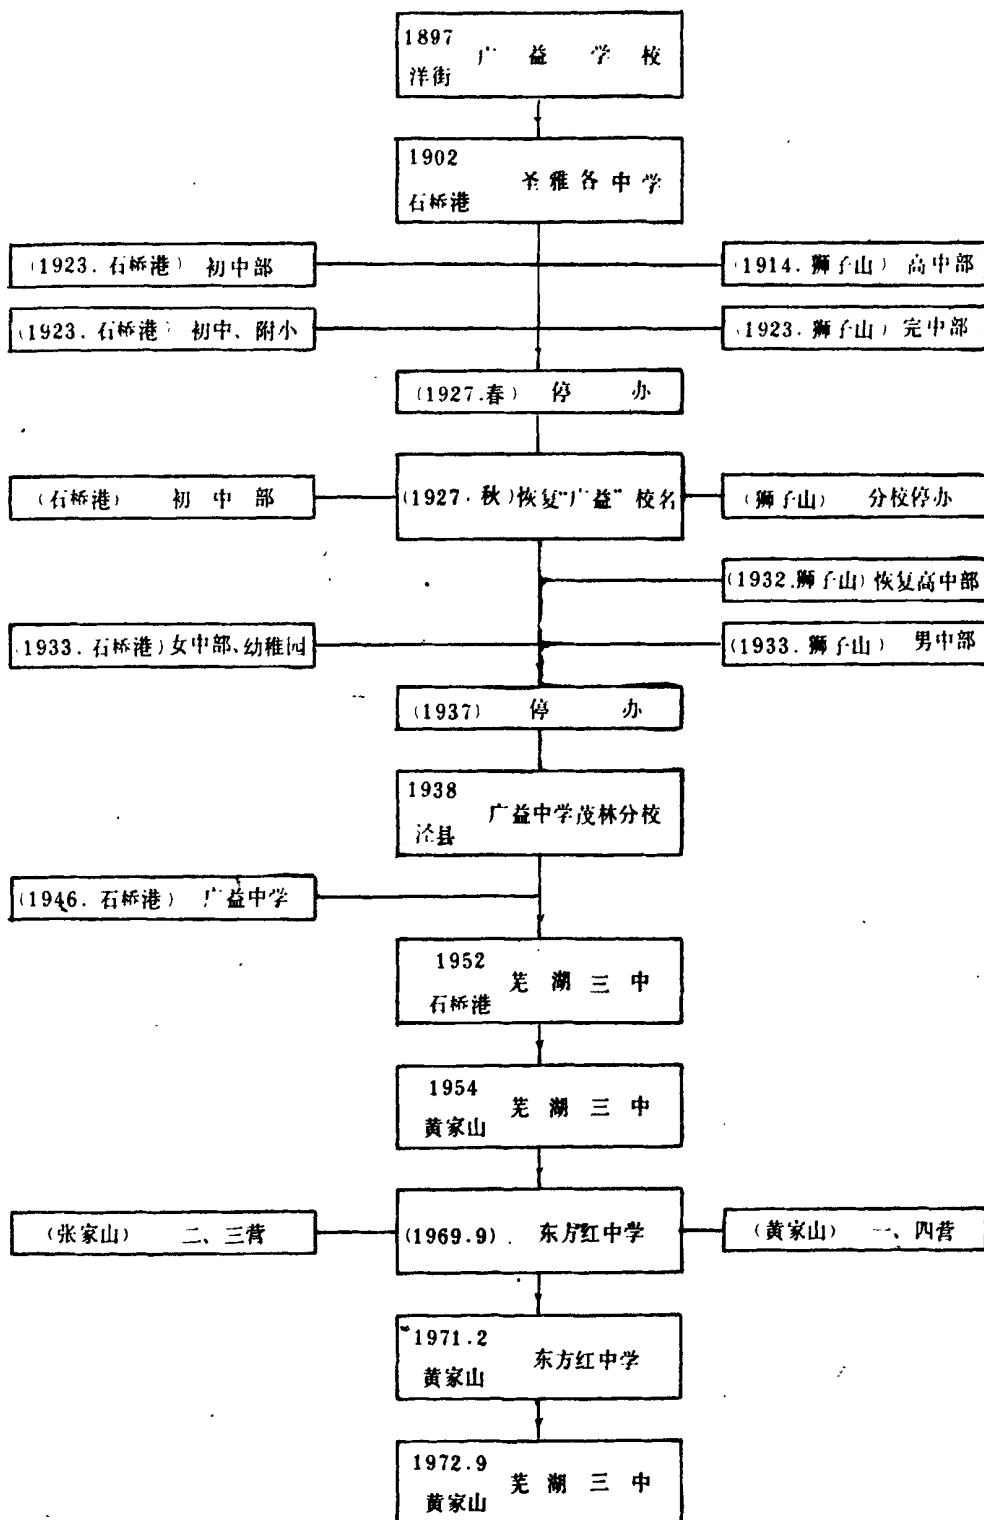 1897 广益学校
洋街
1902 圣雅各中学
石桥港
(1923.石桥港) 初中部
(1914.狮子山) 高中部
(1923.石桥港) 初中、附小
(1923.狮子山) 完中部
(1927.春) 停办
(石桥港) 初中部
(1927.秋)恢复“广益”校名
(狮子山) 分校停办
(1932.狮子山)恢复高中部
(1933.石桥港)女中部、幼稚园
(1933.狮子山) 男中部
(1937) 停办
1938 广益中学茂林分校
泾县
(1946.石桥港) 广益中学
1952 芜湖三中
石桥港
1954 芜湖三中
黄家山
(张家山) 二、三营
(1969.9) 东方红中学
(黄家山) 一、四营
1971.2 东方红中学
黄家山
1972.9 芜湖三中
黄家山